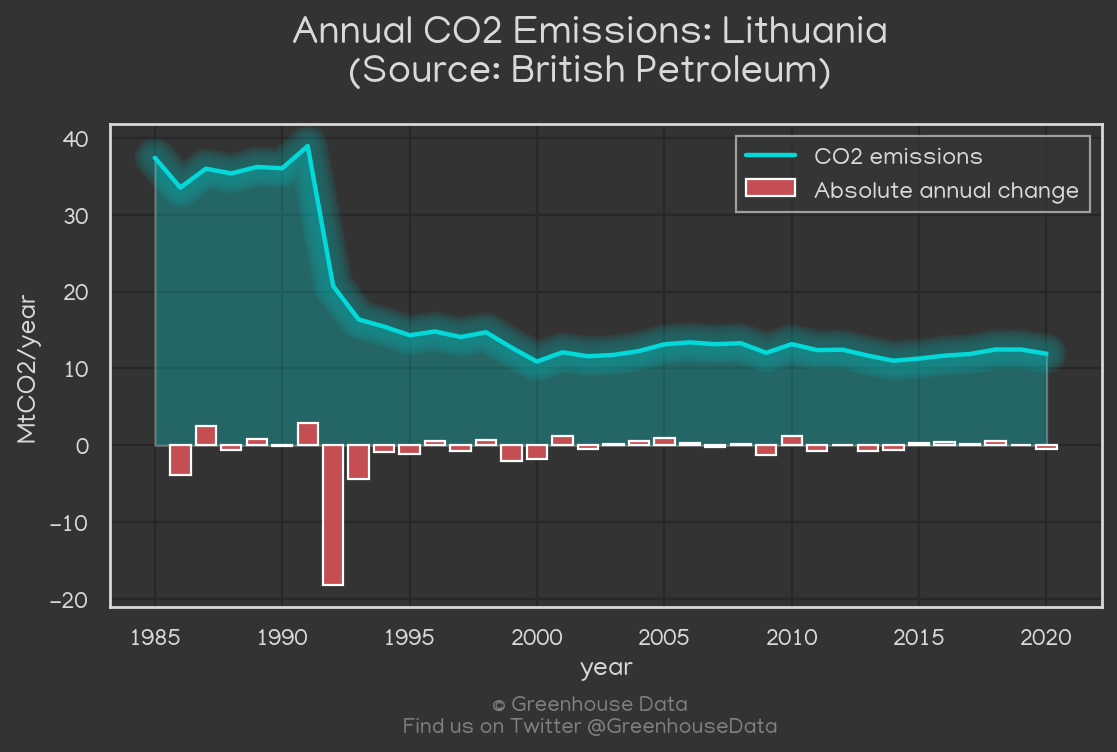 Annual CO2 Emissions: Lithuania
(Source: British Petroleum)
CO2 emissions
Absolute annual change
MtCO2/year
40
30
20
10
0
−10
−20
1985 1990 1995 2000 2005 2010 2015 2020
year
© Greenhouse Data
Find us on Twitter @GreenhouseData